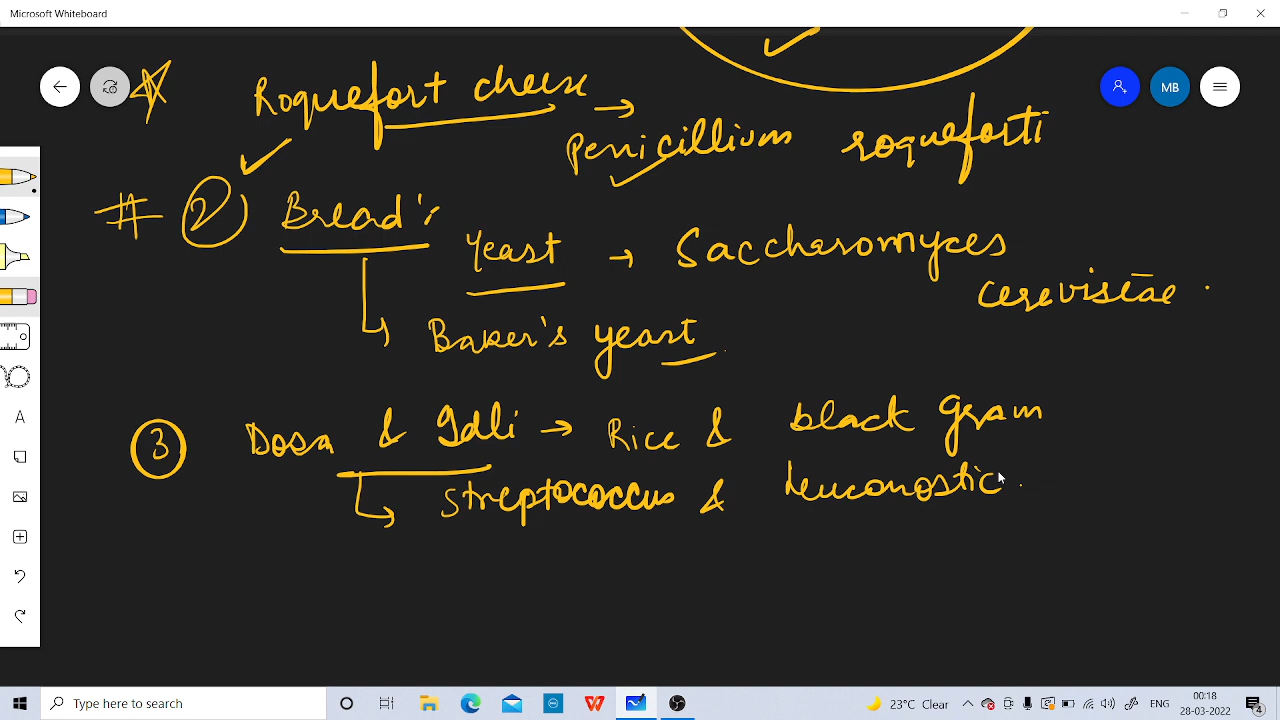 Microsoft Whiteboard
MB
Roquefort cheese →
Penicillium roqueforti
# 2) Bread's
Yeast → Saccharomyces
cerevisiae .
Baker's yeast .
3 Dosa & Idli → Rice & black Gram
Streptococcus & Leuconostic .
A
Type here to search
23°C Clear
ENG
00:18
28-03-2022
4